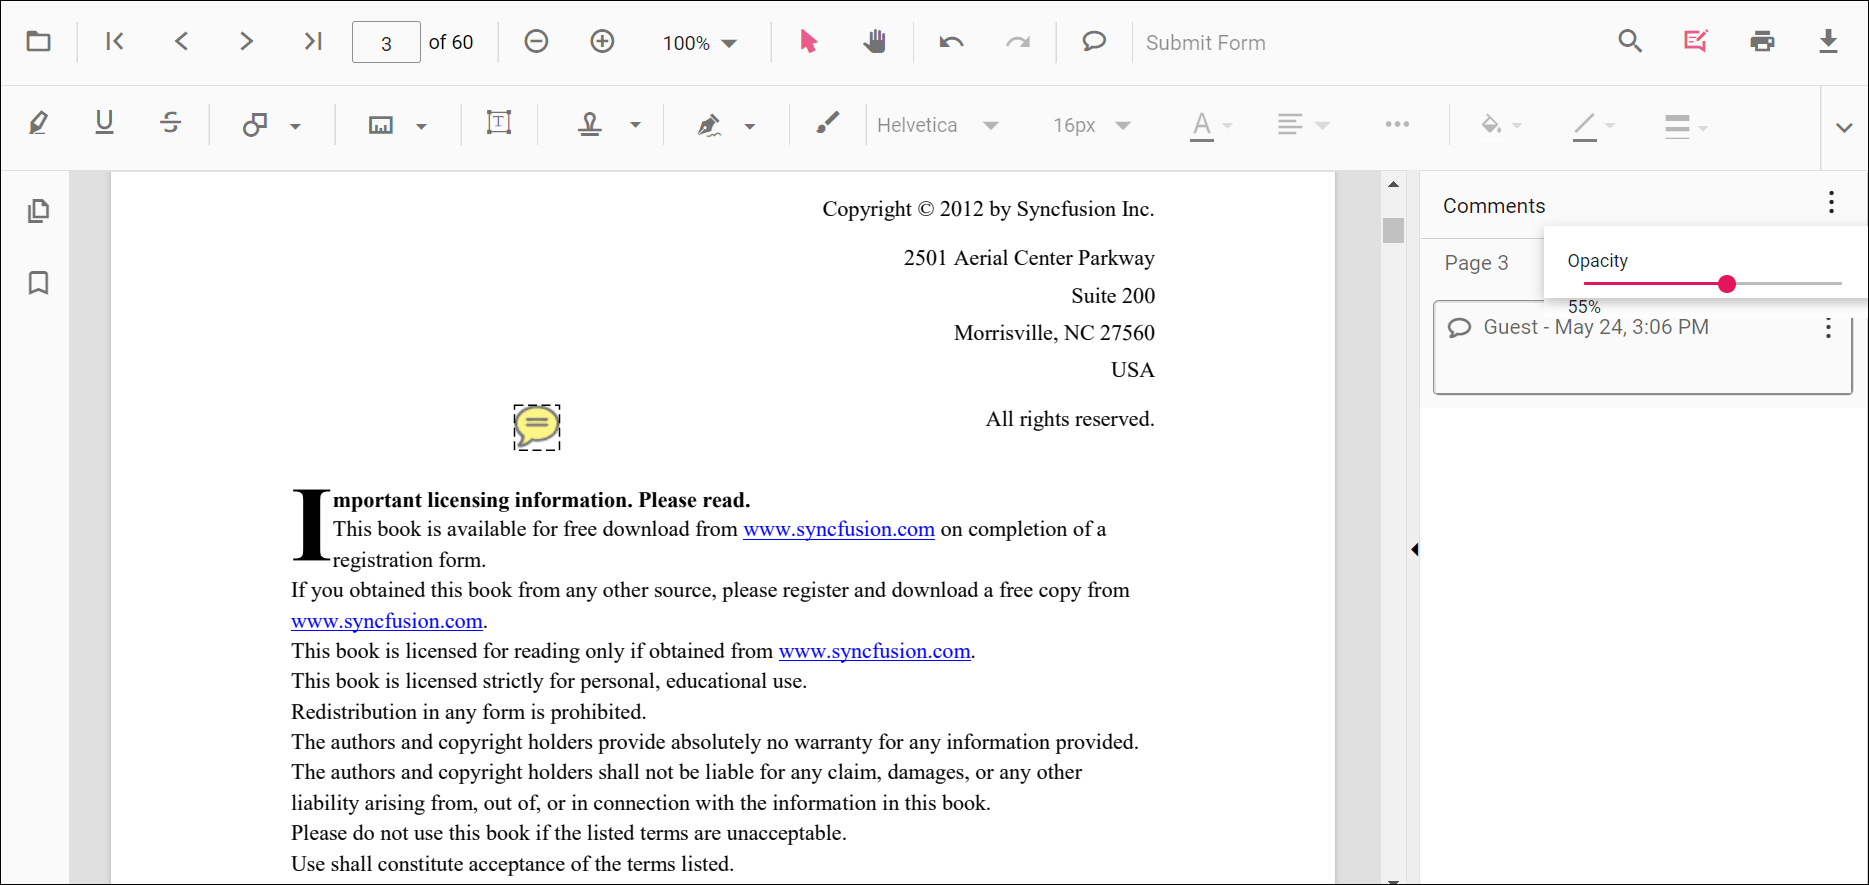 3 of 60 100% Submit Form
Helvetica 16px
Copyright © 2012 by Syncfusion Inc.
2501 Aerial Center Parkway
Suite 200
Morrisville, NC 27560
USA
All rights reserved.
Important licensing information. Please read.
This book is available for free download from www.syncfusion.com on completion of a
registration form.
If you obtained this book from any other source, please register and download a free copy from
www.syncfusion.com.
This book is licensed for reading only if obtained from www.syncfusion.com.
This book is licensed strictly for personal, educational use.
Redistribution in any form is prohibited.
The authors and copyright holders provide absolutely no warranty for any information provided.
The authors and copyright holders shall not be liable for any claim, damages, or any other
liability arising from, out of, or in connection with the information in this book.
Please do not use this book if the listed terms are unacceptable.
Use shall constitute acceptance of the terms listed.
Comments
Page 3
Opacity
55%
Guest - May 24, 3:06 PM